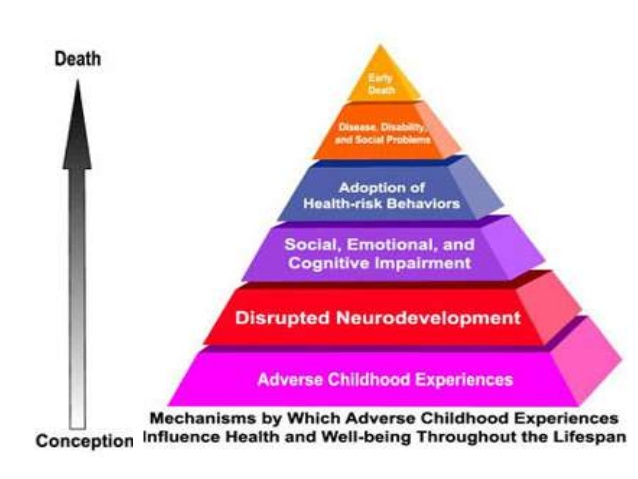 Death
Early
Death
Disease, Disability,
and Social Problems
Adoption of
Health-risk Behaviors
Social, Emotional, and
Cognitive Impairment
Disrupted Neurodevelopment
Adverse Childhood Experiences
Conception
Mechanisms by Which Adverse Childhood Experiences
Influence Health and Well-being Throughout the Lifespan